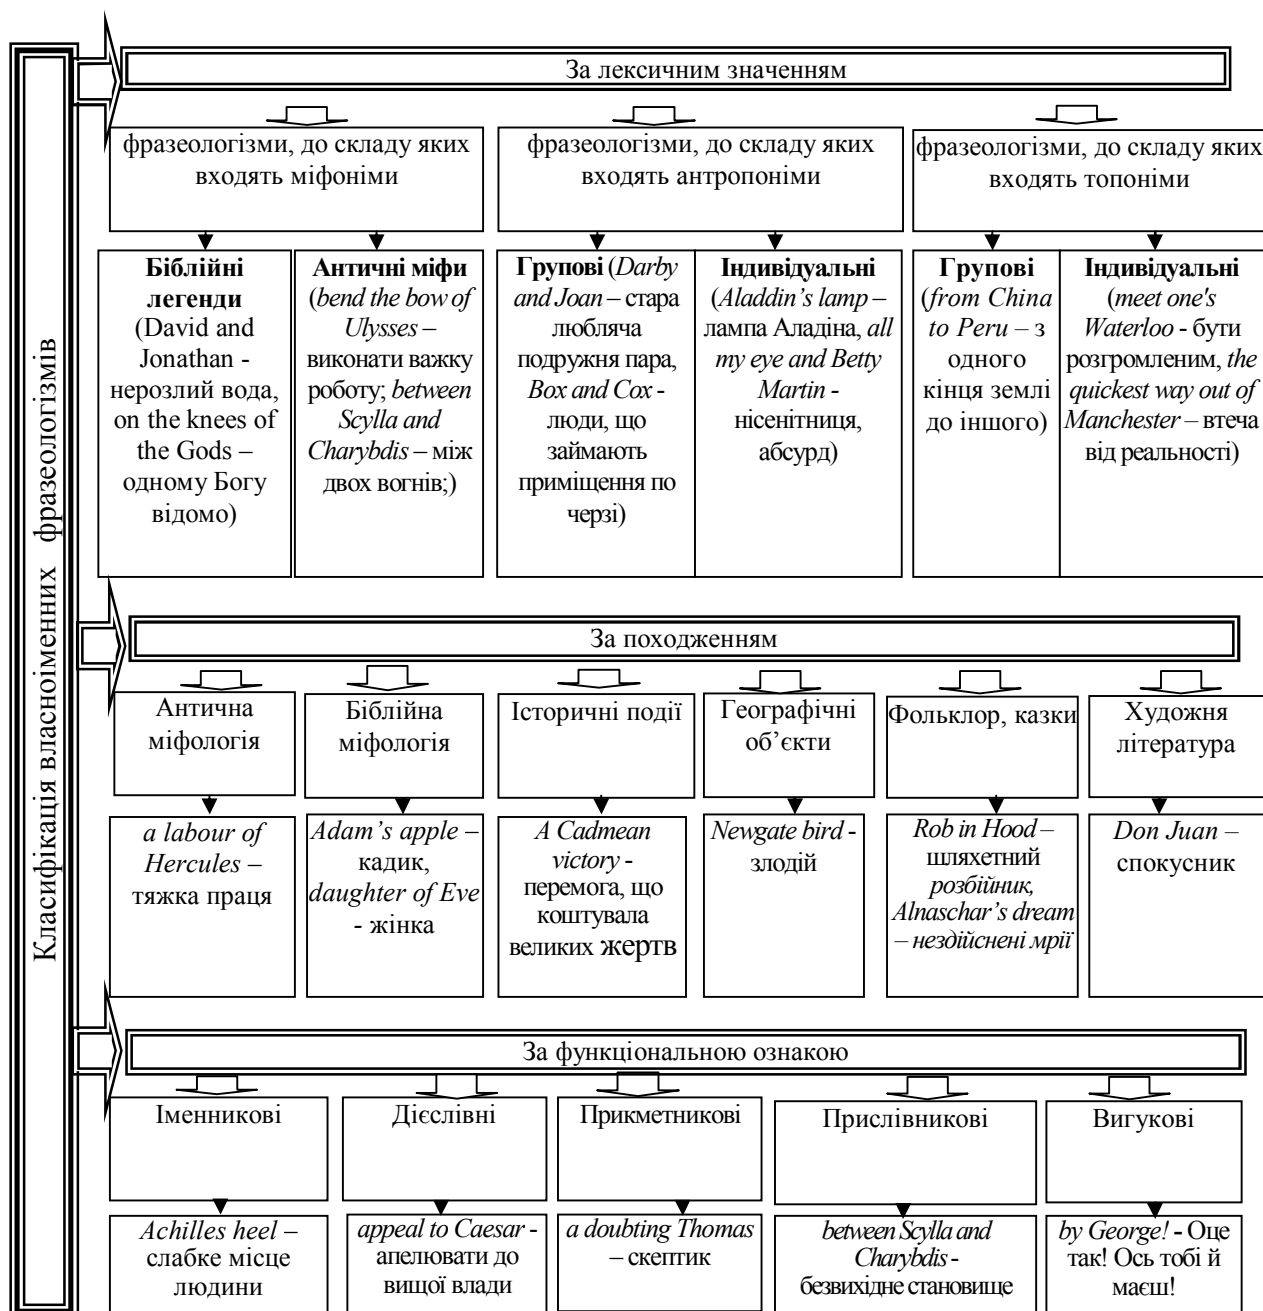 Класифікація власноіменних фразеологізмів
За лексичним значенням
фразеологізми, до складу яких
входять міфоніми
фразеологізми, до складу яких
входять антропоніми
фразеологізми, до складу яких
входять топоніми
Біблійні
легенди
(David and
Jonathan -
нерозлий вода,
on the knees of
the Gods –
одному Богу
відомо)
Античні міфи
(bend the bow of
Ulysses –
виконати важку
роботу; between
Scylla and
Charybdis – між
двох вогнів;)
Групові (Darby
and Joan – стара
любляча
подружня пара,
Box and Cox -
люди, що
займають
приміщення по
черзі)
Індивідуальні
(Aladdin’s lamp –
лампа Аладіна, all
my eye and Betty
Martin -
нісенітниця,
абсурд)
Групові
(from China
to Peru – з
одного
кінця землі
до іншого)
Індивідуальні
(meet one's
Waterloo - бути
розгромленим, the
quickest way out of
Manchester – втеча
від реальності)
За походженням
Антична
міфологія
Біблійна
міфологія
Історичні події
Географічні
об’єкти
Фольклор, казки
Художня
література
a labour of
Hercules –
тяжка праця
Adam’s apple –
кадик,
daughter of Eve
- жінка
A Cadmean
victory -
перемога, що
коштувала
великих жертв
Newgate bird -
злодій
Rob in Hood –
шляхетний
розбійник,
Alnaschar’s dream
– нездійснені мрії
Don Juan –
спокусник
За функціональною ознакою
Іменникові
Дієслівні
Прикметникові
Прислівникові
Вигукові
Achilles heel –
слабке місце
людини
appeal to Caesar -
апелювати до
вищої влади
a doubting Thomas
– скептик
between Scylla and
Charybdis -
безвихідне становище
by George! - Оце
так! Ось тобі й
маєш!